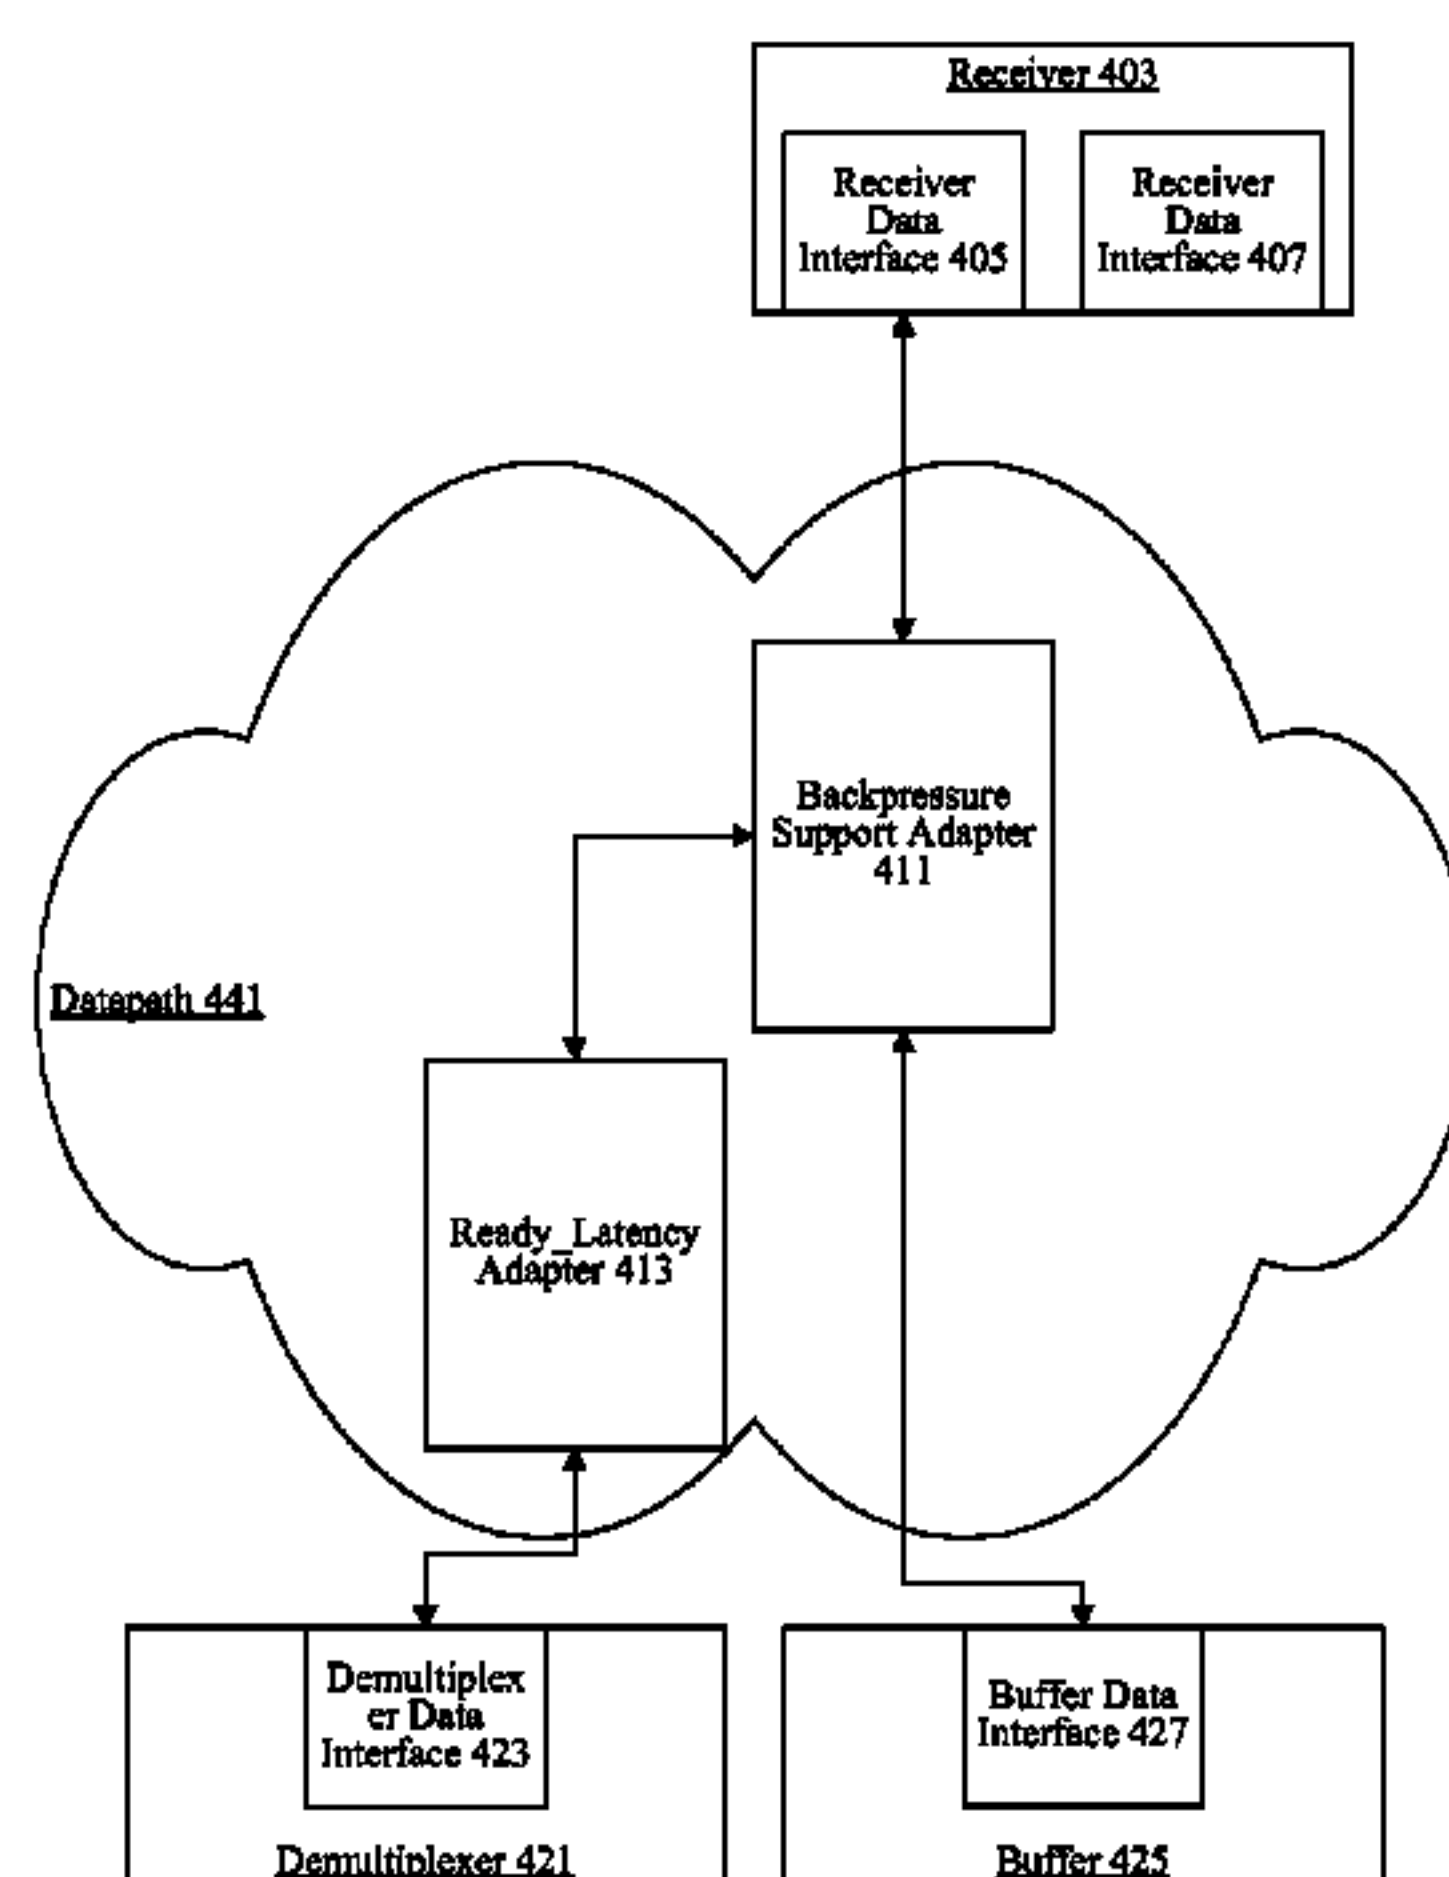 Receiver 403
Receiver
Data
Interface 405
Receiver
Data
Interface 407
Backpressure
Support Adapter
411
Datapath 441
Ready_Latency
Adapter 413
Demultiplex
er Data
Interface 423
Buffer Data
Interface 427
Demultiplexer 421
Buffer 425